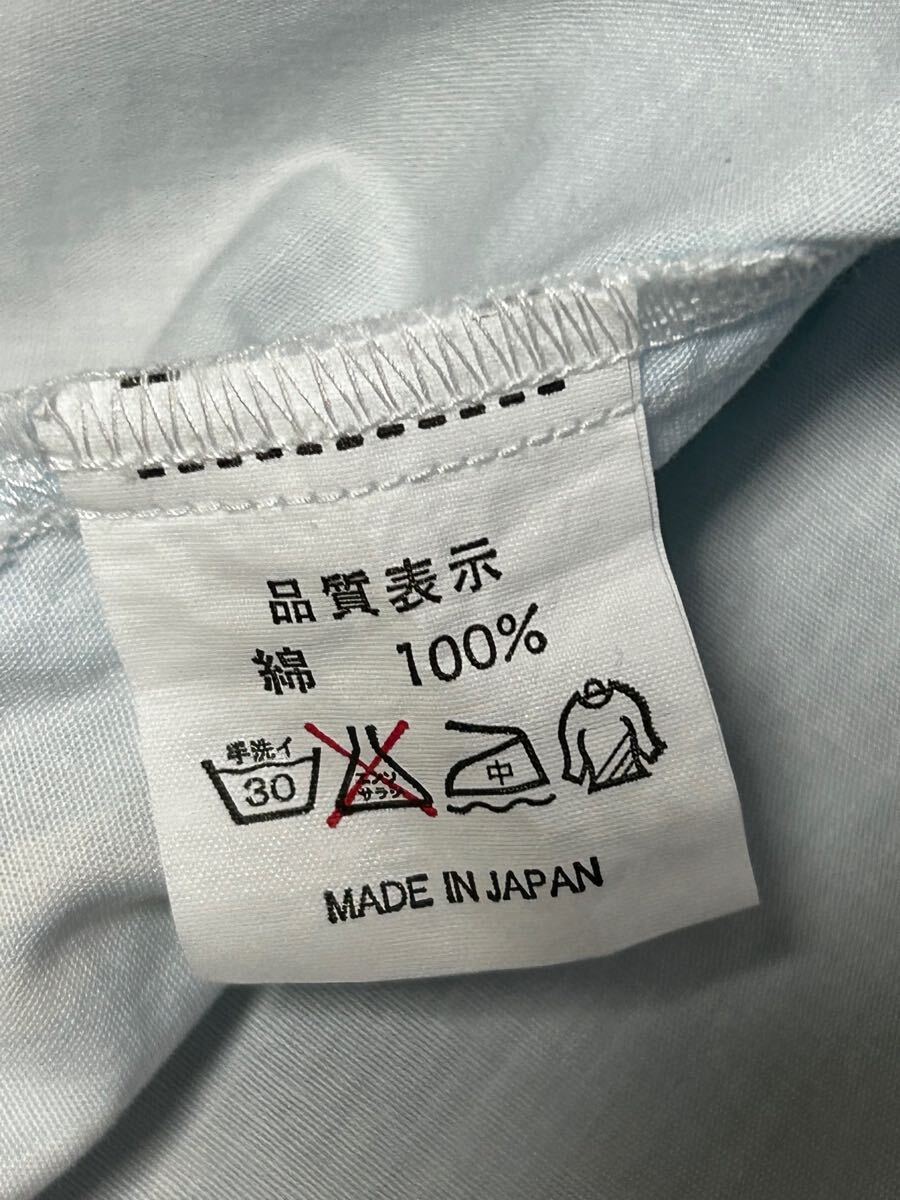 品質表示
綿 100%
手洗イ
30
エンソ
サラシ
中
MADE IN JAPAN